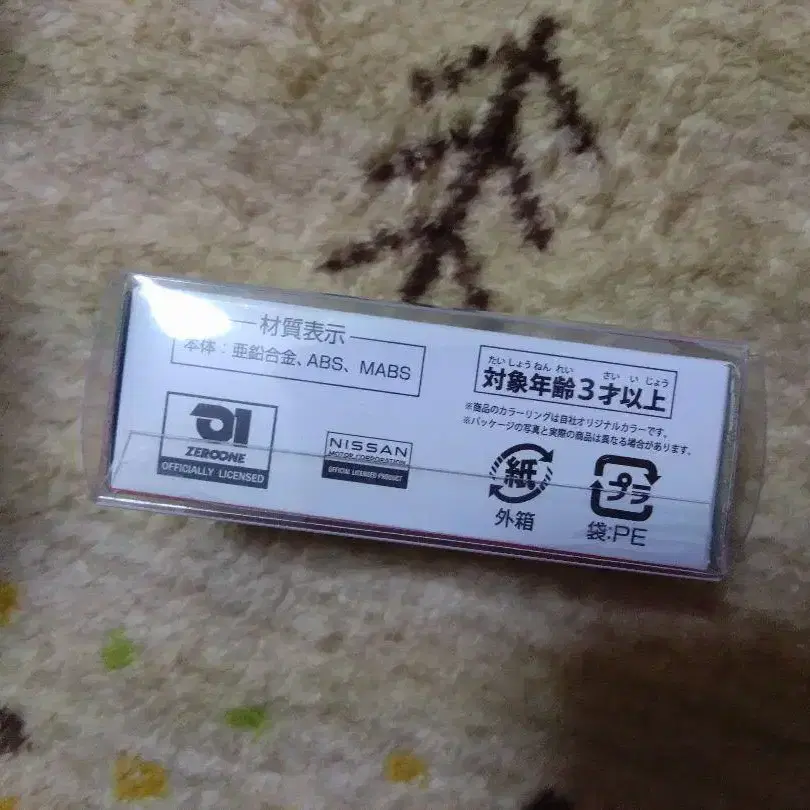 材質表示
本体：亜鉛合金、ABS、MABS
たいしょうねんれい さいいじょう
対象年齢3才以上
※商品のカラーリングは自社オリジナルカラーです。
※パッケージの写真と実際の商品は異なる場合があります。
01
ZEROONE
OFFICIALLY LICENSED
NISSAN
MOTOR CORPORATION
OFFICIAL LICENSED PRODUCT
紙
外箱
プラ
袋:PE